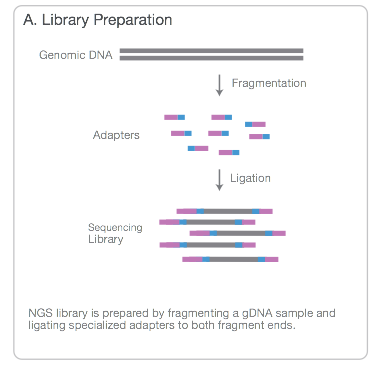 A. Library Preparation
Genomic DNA
Fragmentation
Adapters
Ligation
Sequencing
Library
NGS library is prepared by fragmenting a gDNA sample and
ligating specialized adapters to both fragment ends.